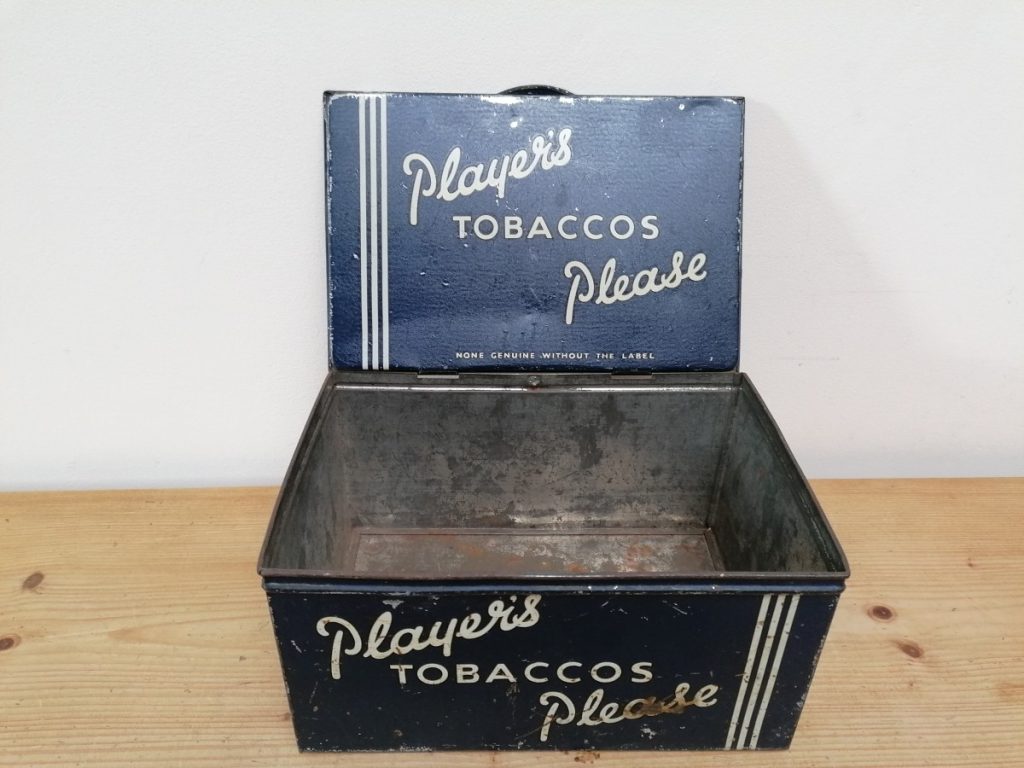 Player's
TOBACCOS
Please
NONE GENUINE WITHOUT THE LABEL
Player's
TOBACCOS
Please